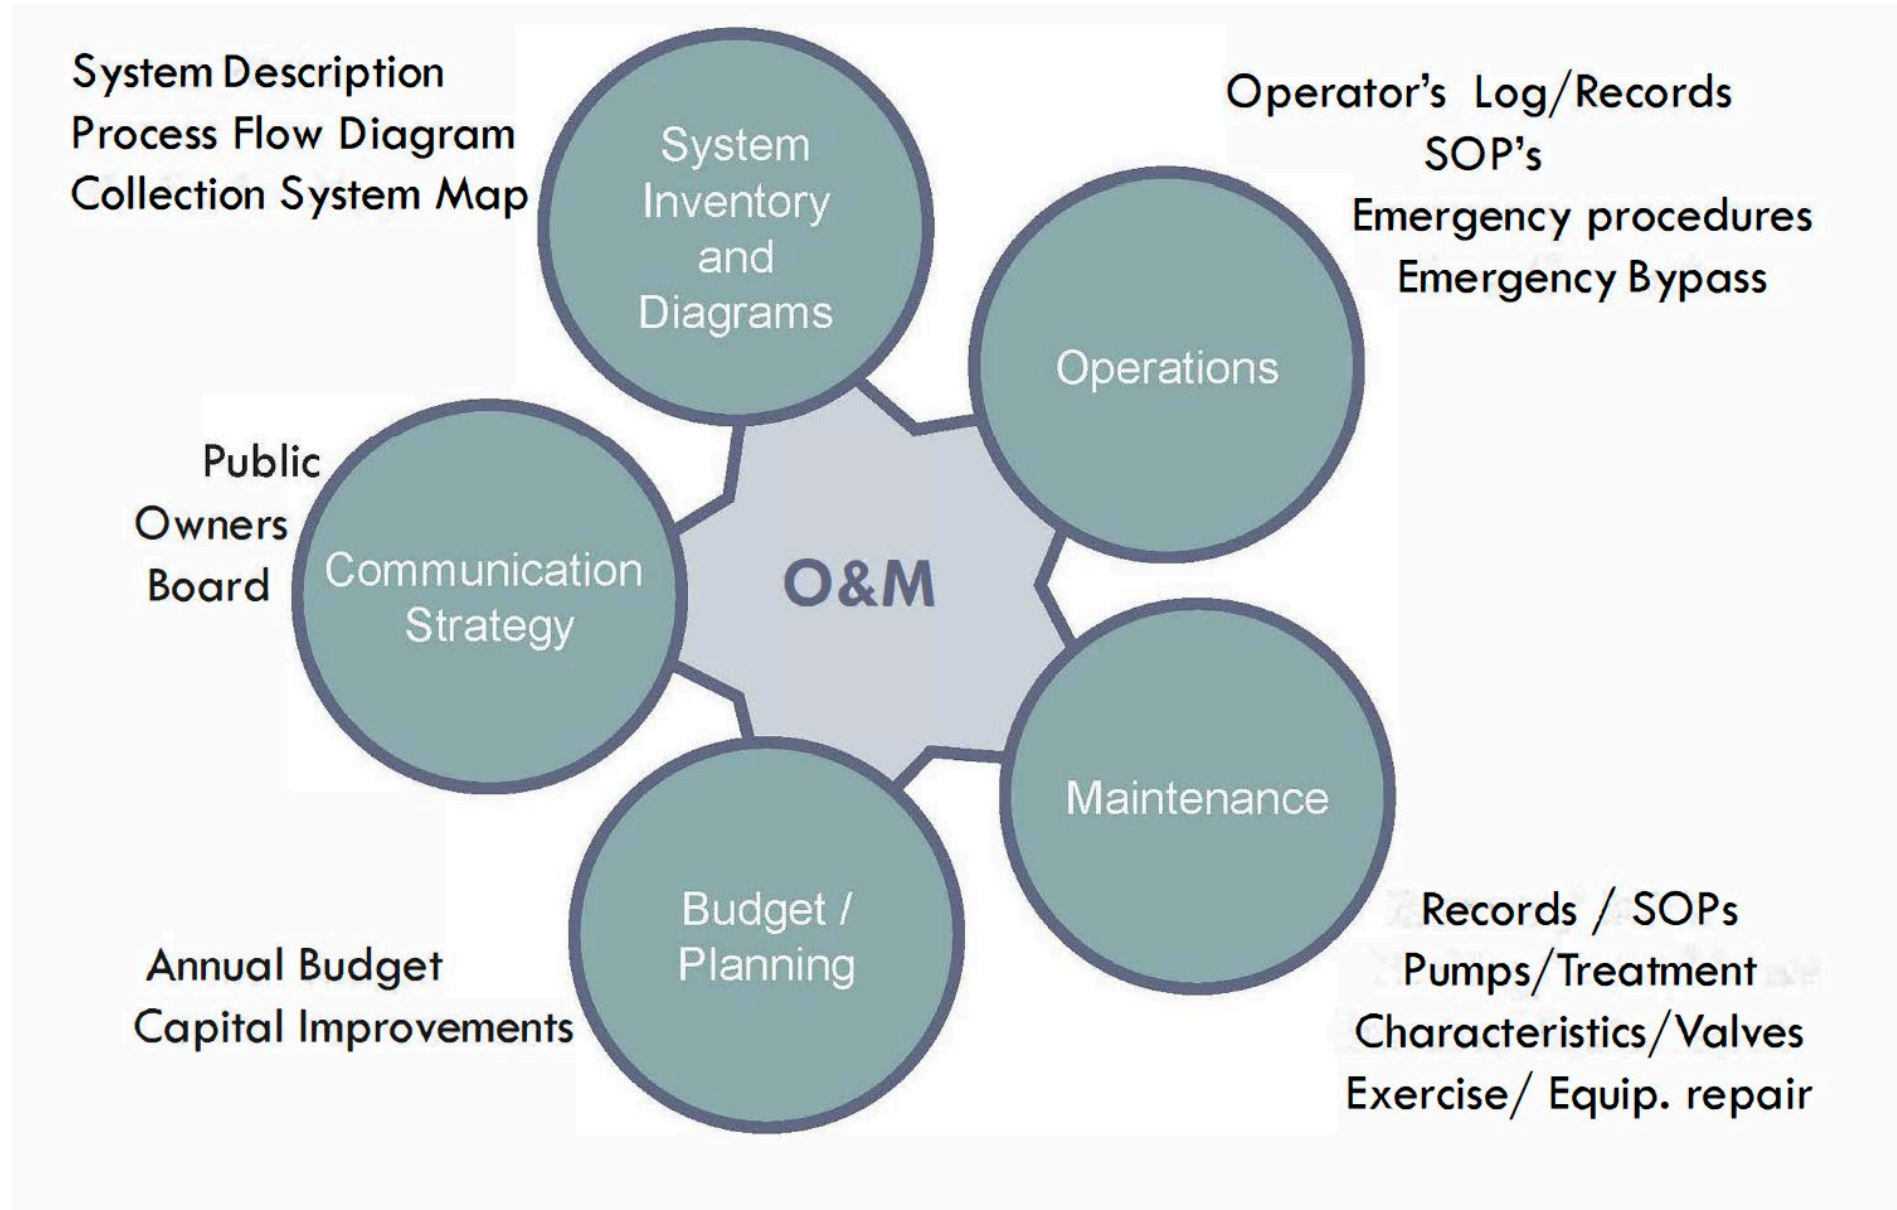 System Description
Process Flow Diagram
Collection System Map
System
Inventory
and
Diagrams
Operator's Log/Records
SOP's
Emergency procedures
Emergency Bypass
Operations
Public
Owners
Board
Communication
Strategy
O&M
Maintenance
Records / SOPs
Pumps/Treatment
Characteristics/Valves
Exercise/ Equip. repair
Budget /
Planning
Annual Budget
Capital Improvements